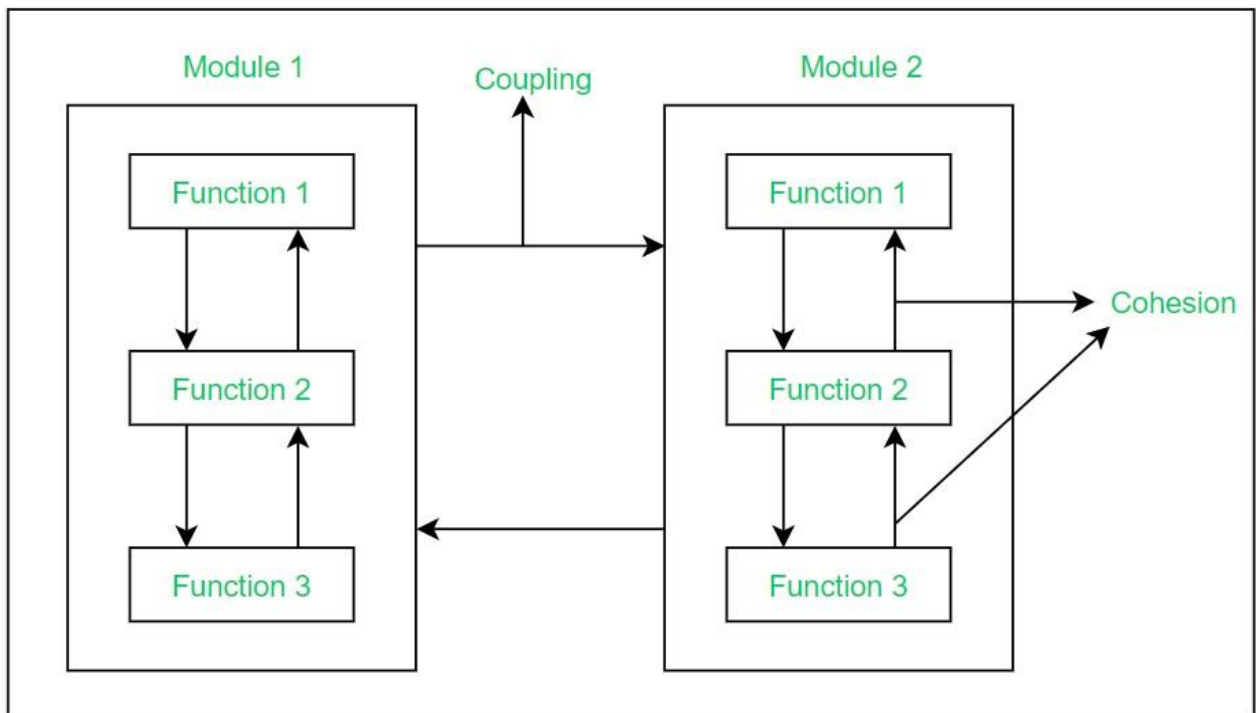 Module 1
Coupling
Module 2
Function 1
Function 1
Cohesion
Function 2
Function 2
Function 3
Function 3